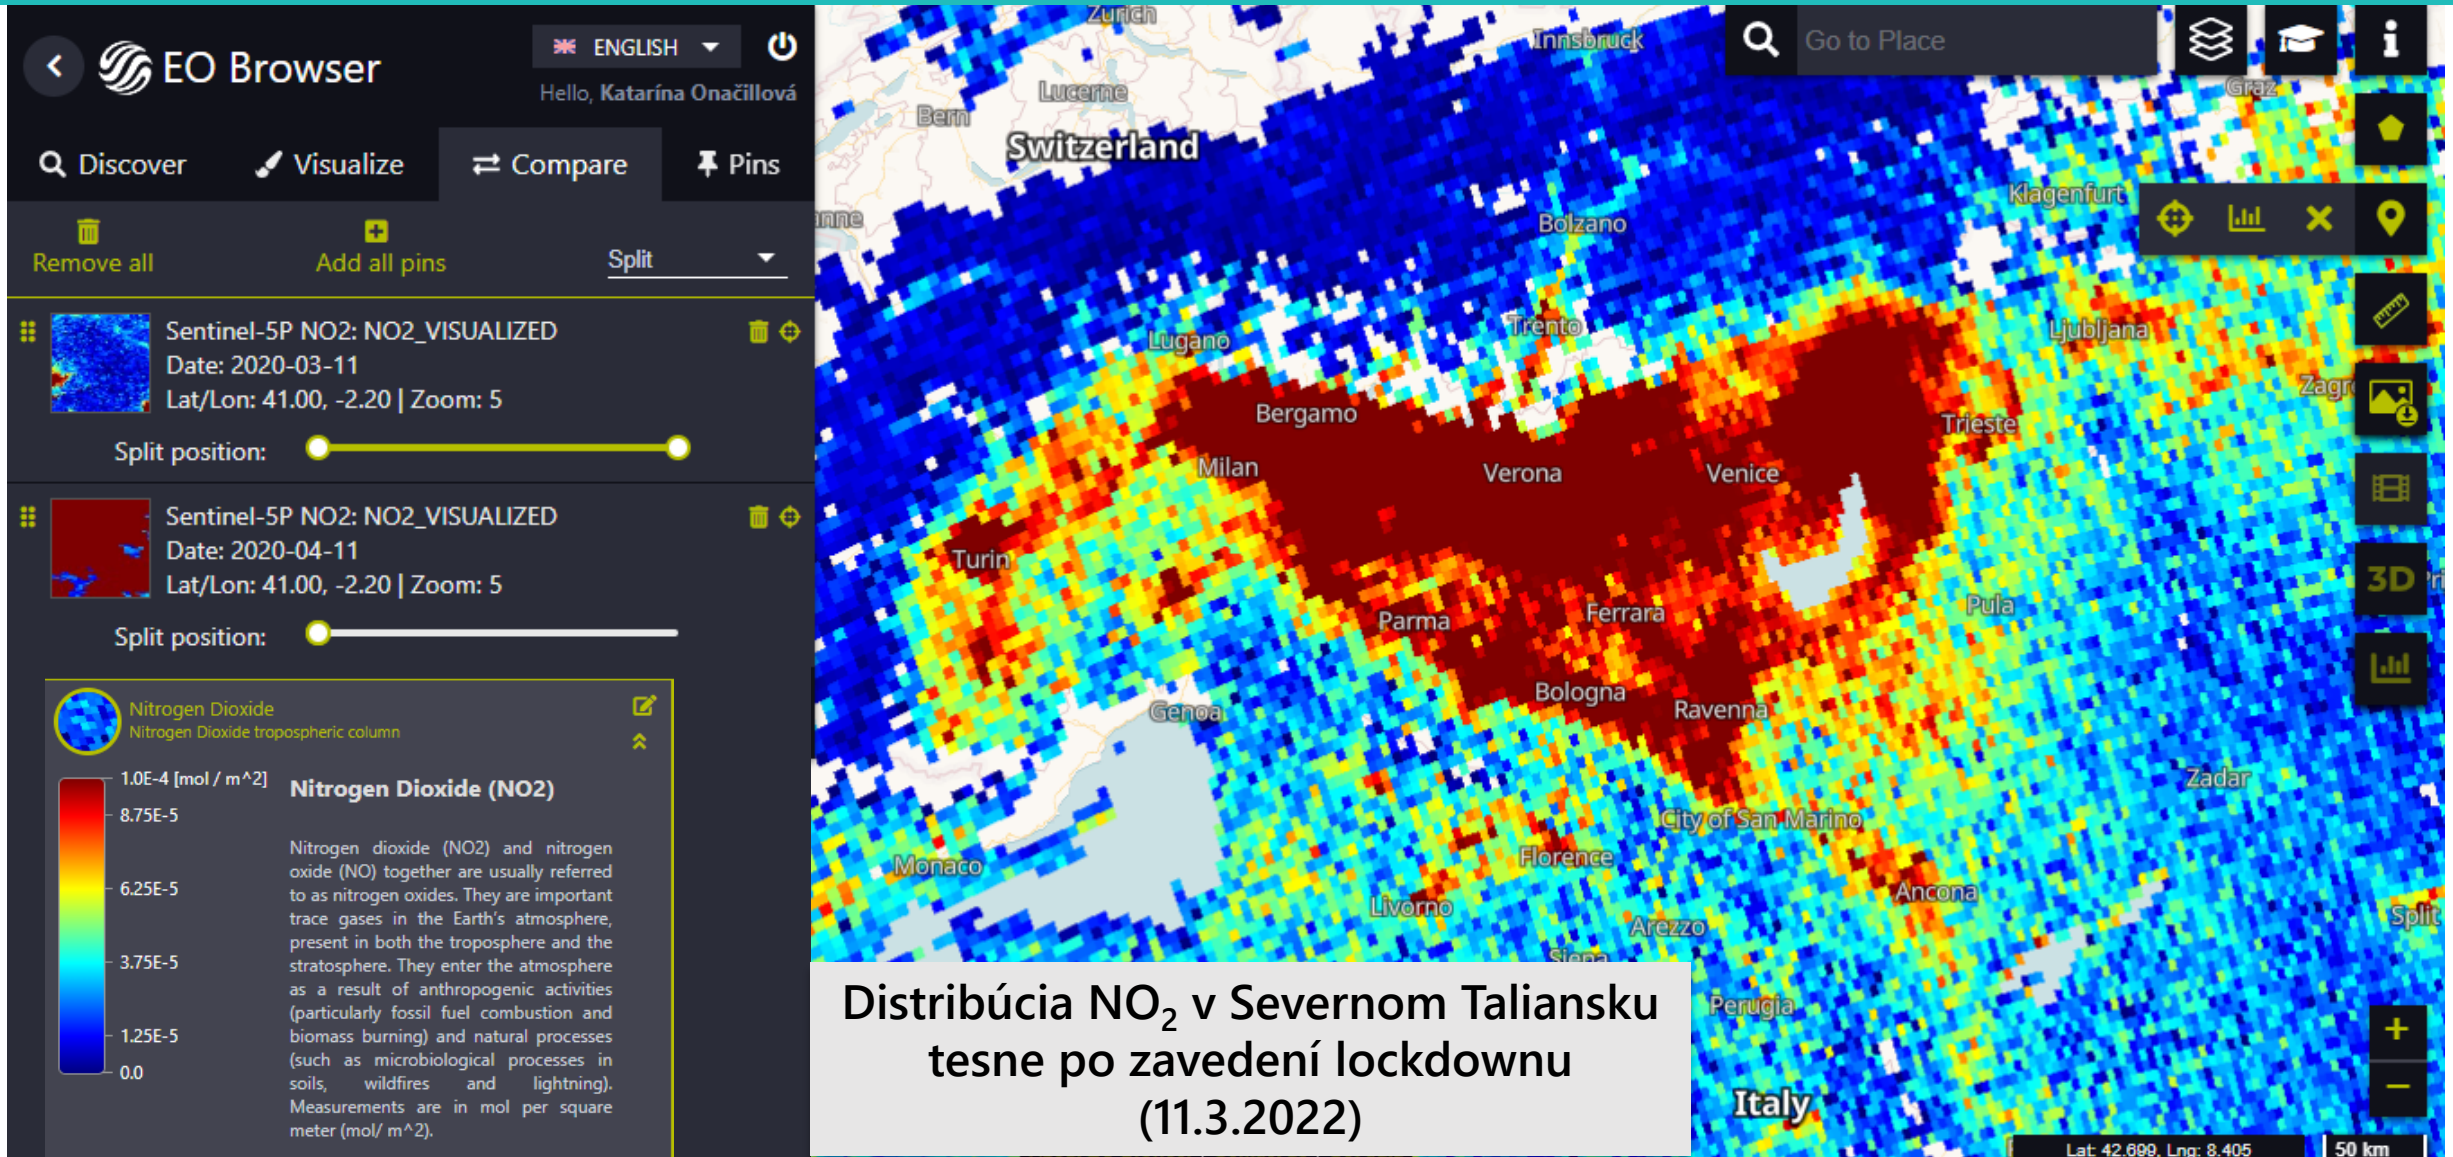 EO Browser
ENGLISH
Hello, Katarína Onačillová
Discover
Visualize
Compare
Pins
Remove all
Add all pins
Split
Sentinel-5P NO2: NO2_VISUALIZED
Date: 2020-03-11
Lat/Lon: 41.00, -2.20 | Zoom: 5
Split position:
Sentinel-5P NO2: NO2_VISUALIZED
Date: 2020-04-11
Lat/Lon: 41.00, -2.20 | Zoom: 5
Split position:
Nitrogen Dioxide
Nitrogen Dioxide tropospheric column
1.0E-4 [mol / m^2]
8.75E-5
6.25E-5
3.75E-5
1.25E-5
0.0
Nitrogen Dioxide (NO2)
Nitrogen dioxide (NO2) and nitrogen
oxide (NO) together are usually referred
to as nitrogen oxides. They are important
trace gases in the Earth's atmosphere,
present in both the troposphere and the
stratosphere. They enter the atmosphere
as a result of anthropogenic activities
(particularly fossil fuel combustion and
biomass burning) and natural processes
(such as microbiological processes in
soils, wildfires and lightning).
Measurements are in mol per square
meter (mol/ m^2).
Go to Place
Zurich
Innsbruck
Lucerne
Bern
Graz
Switzerland
Klagenfurt
anne
Bolzano
Trento
Lugano
Ljubljana
Zagr
Bergamo
Trieste
Milan
Verona
Venice
Turin
3D
Pula
Parma
Ferrara
Bologna
Genoa
Ravenna
Zadar
City of San Marino
Florence
Monaco
Ancona
Livorno
Split
Arezzo
Siena
Perugia
Italy
Distribúcia NO₂ v Severnom Taliansku
tesne po zavedení lockdownu
(11.3.2022)
Lat: 42.699, Lng: 8.405
50 km